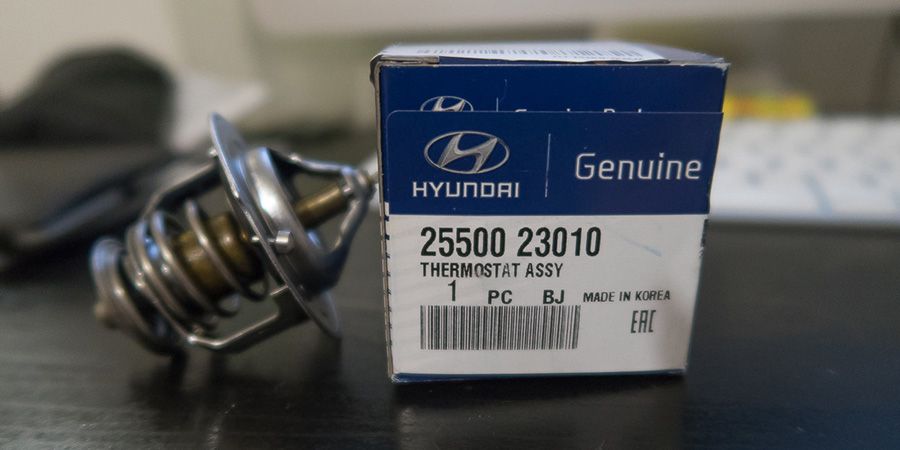 HYUNDAI
Genuine
25500 23010
THERMOSTAT ASSY
1 PC BJ MADE IN KOREA
EAC